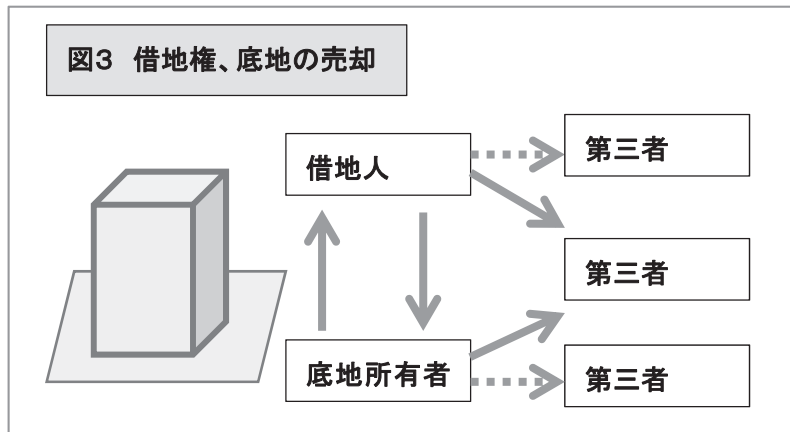 図3 借地権、底地の売却
借地人
第三者
第三者
底地所有者
第三者